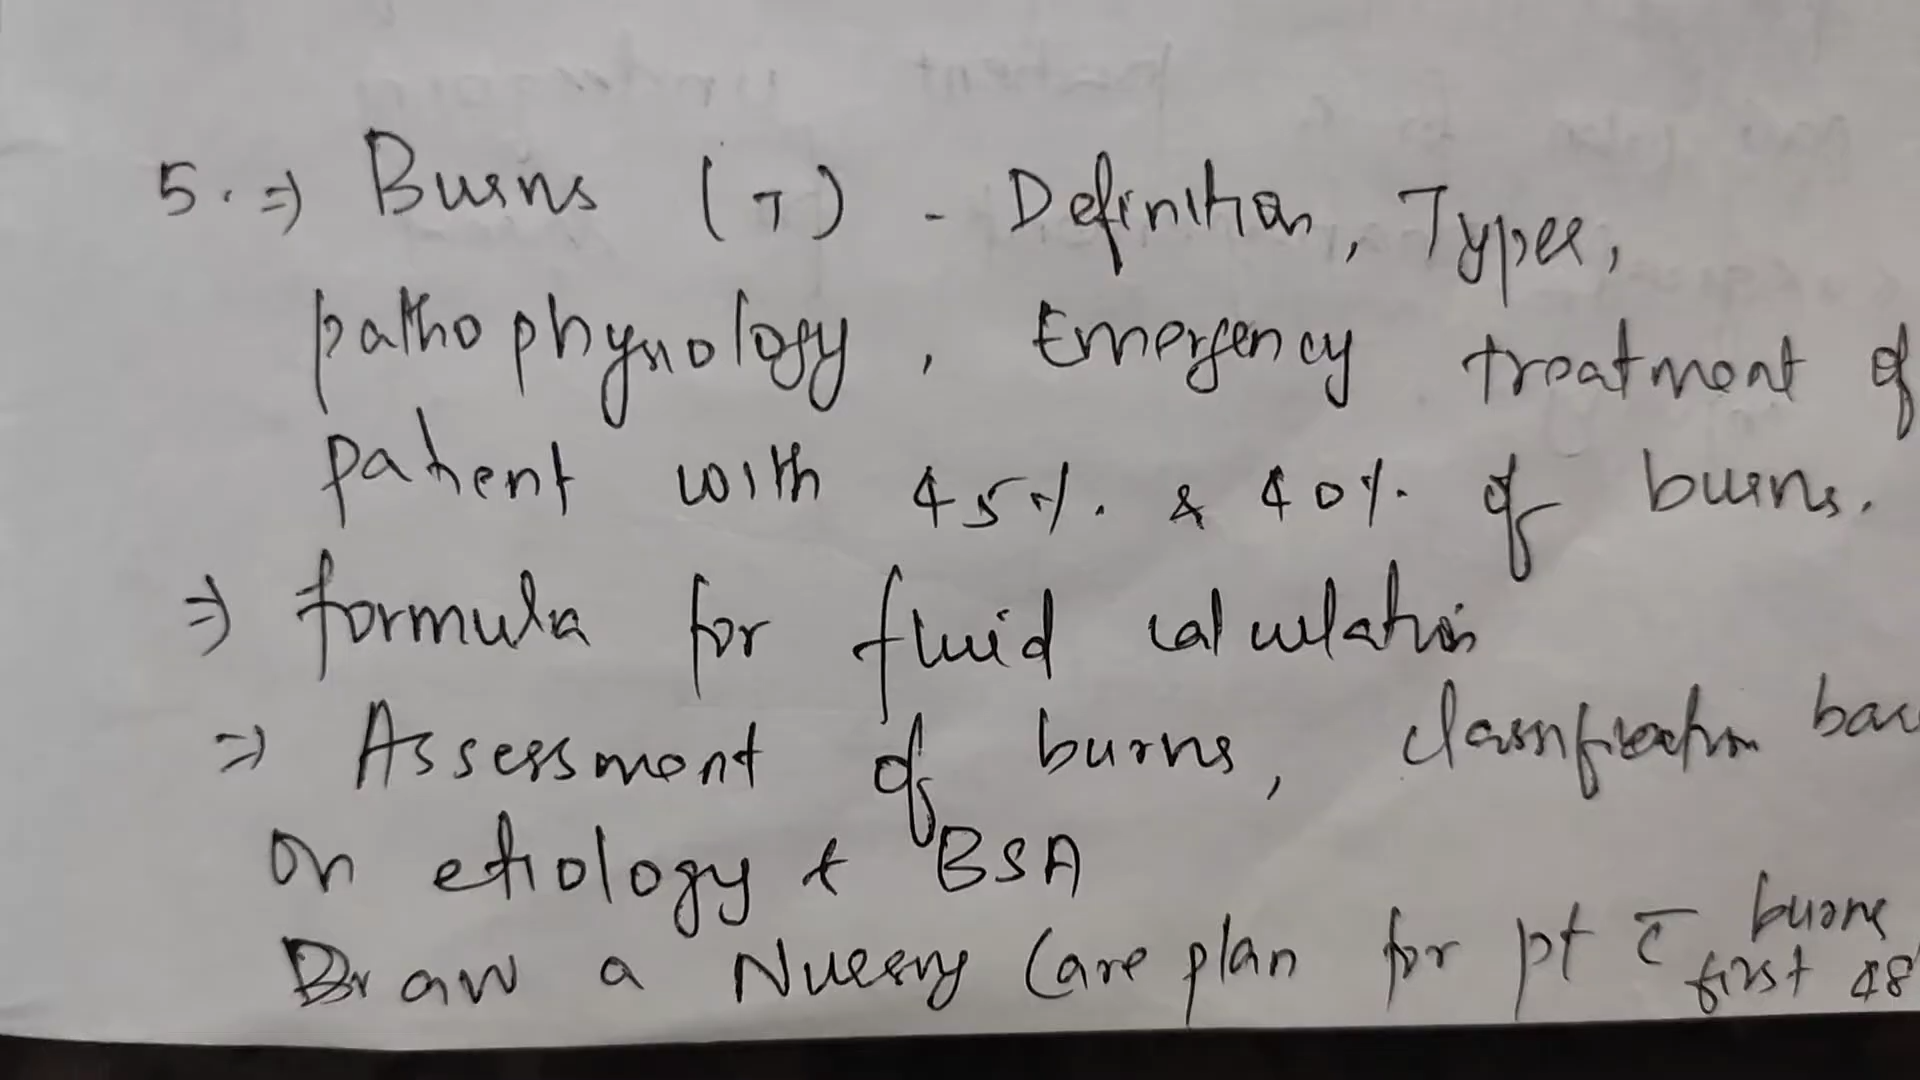 5. ⇒ Burns (T) - Definition, Types,
pathophysiology, Emergency treatment of
patient with 45%. & 40%. of burns.
⇒ formula for fluid calculation
⇒ Assessment of burns, classification bas
on etiology & BSA
Draw a Nursing Care plan for pt c̄ burns
first 48